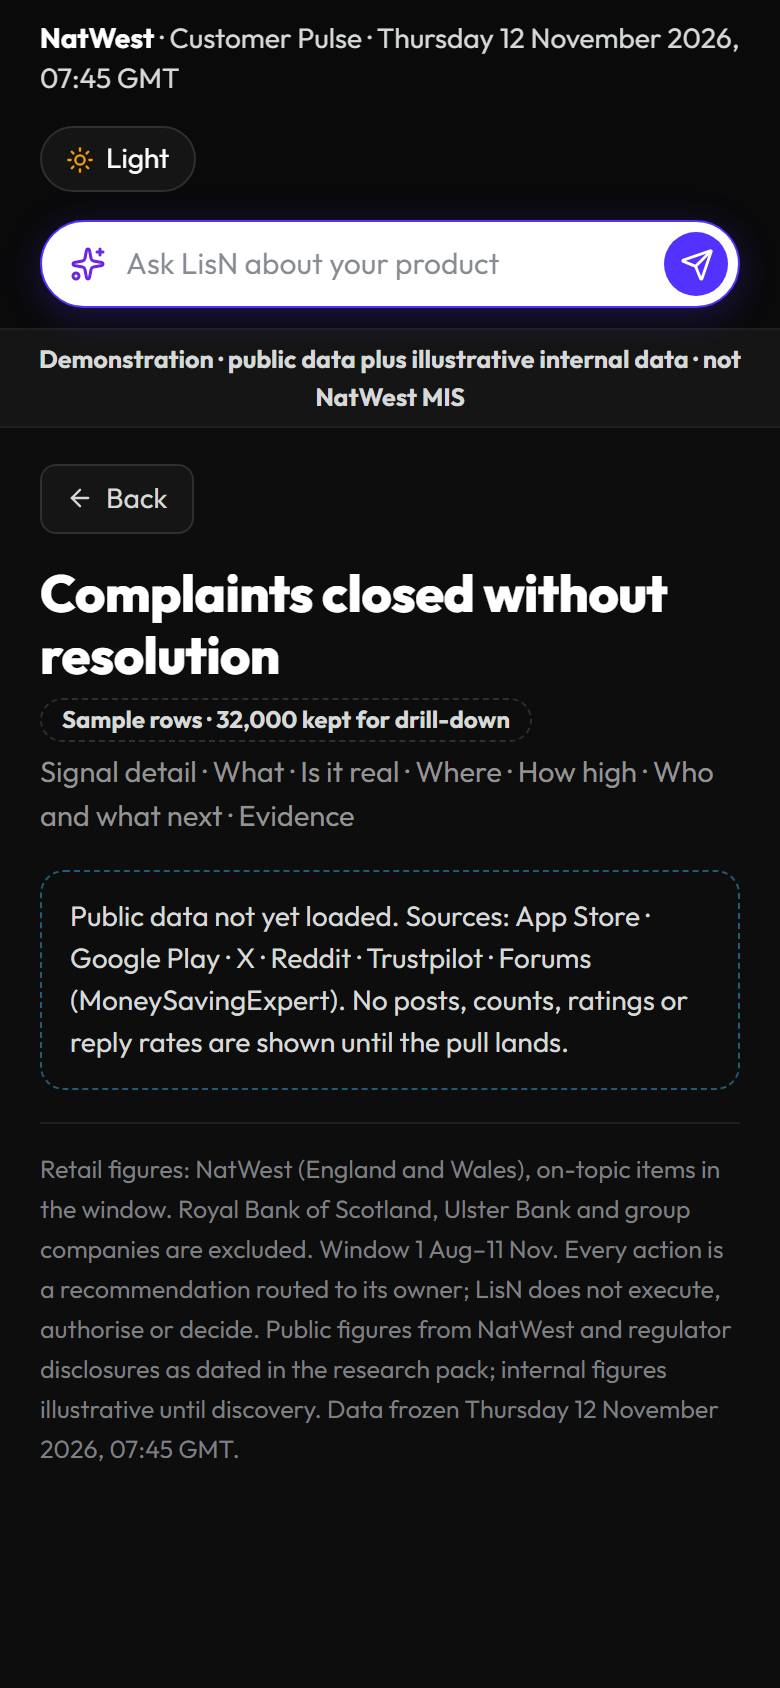 NatWest · Customer Pulse · Thursday 12 November 2026,
07:45 GMT
Light
Ask LisN about your product
Demonstration · public data plus illustrative internal data · not
NatWest MIS
Back
Complaints closed without
resolution
Sample rows · 32,000 kept for drill-down
Signal detail · What · Is it real · Where · How high · Who
and what next · Evidence
Public data not yet loaded. Sources: App Store ·
Google Play · X · Reddit · Trustpilot · Forums
(MoneySavingExpert). No posts, counts, ratings or
reply rates are shown until the pull lands.
Retail figures: NatWest (England and Wales), on-topic items in
the window. Royal Bank of Scotland, Ulster Bank and group
companies are excluded. Window 1 Aug–11 Nov. Every action is
a recommendation routed to its owner; LisN does not execute,
authorise or decide. Public figures from NatWest and regulator
disclosures as dated in the research pack; internal figures
illustrative until discovery. Data frozen Thursday 12 November
2026, 07:45 GMT.